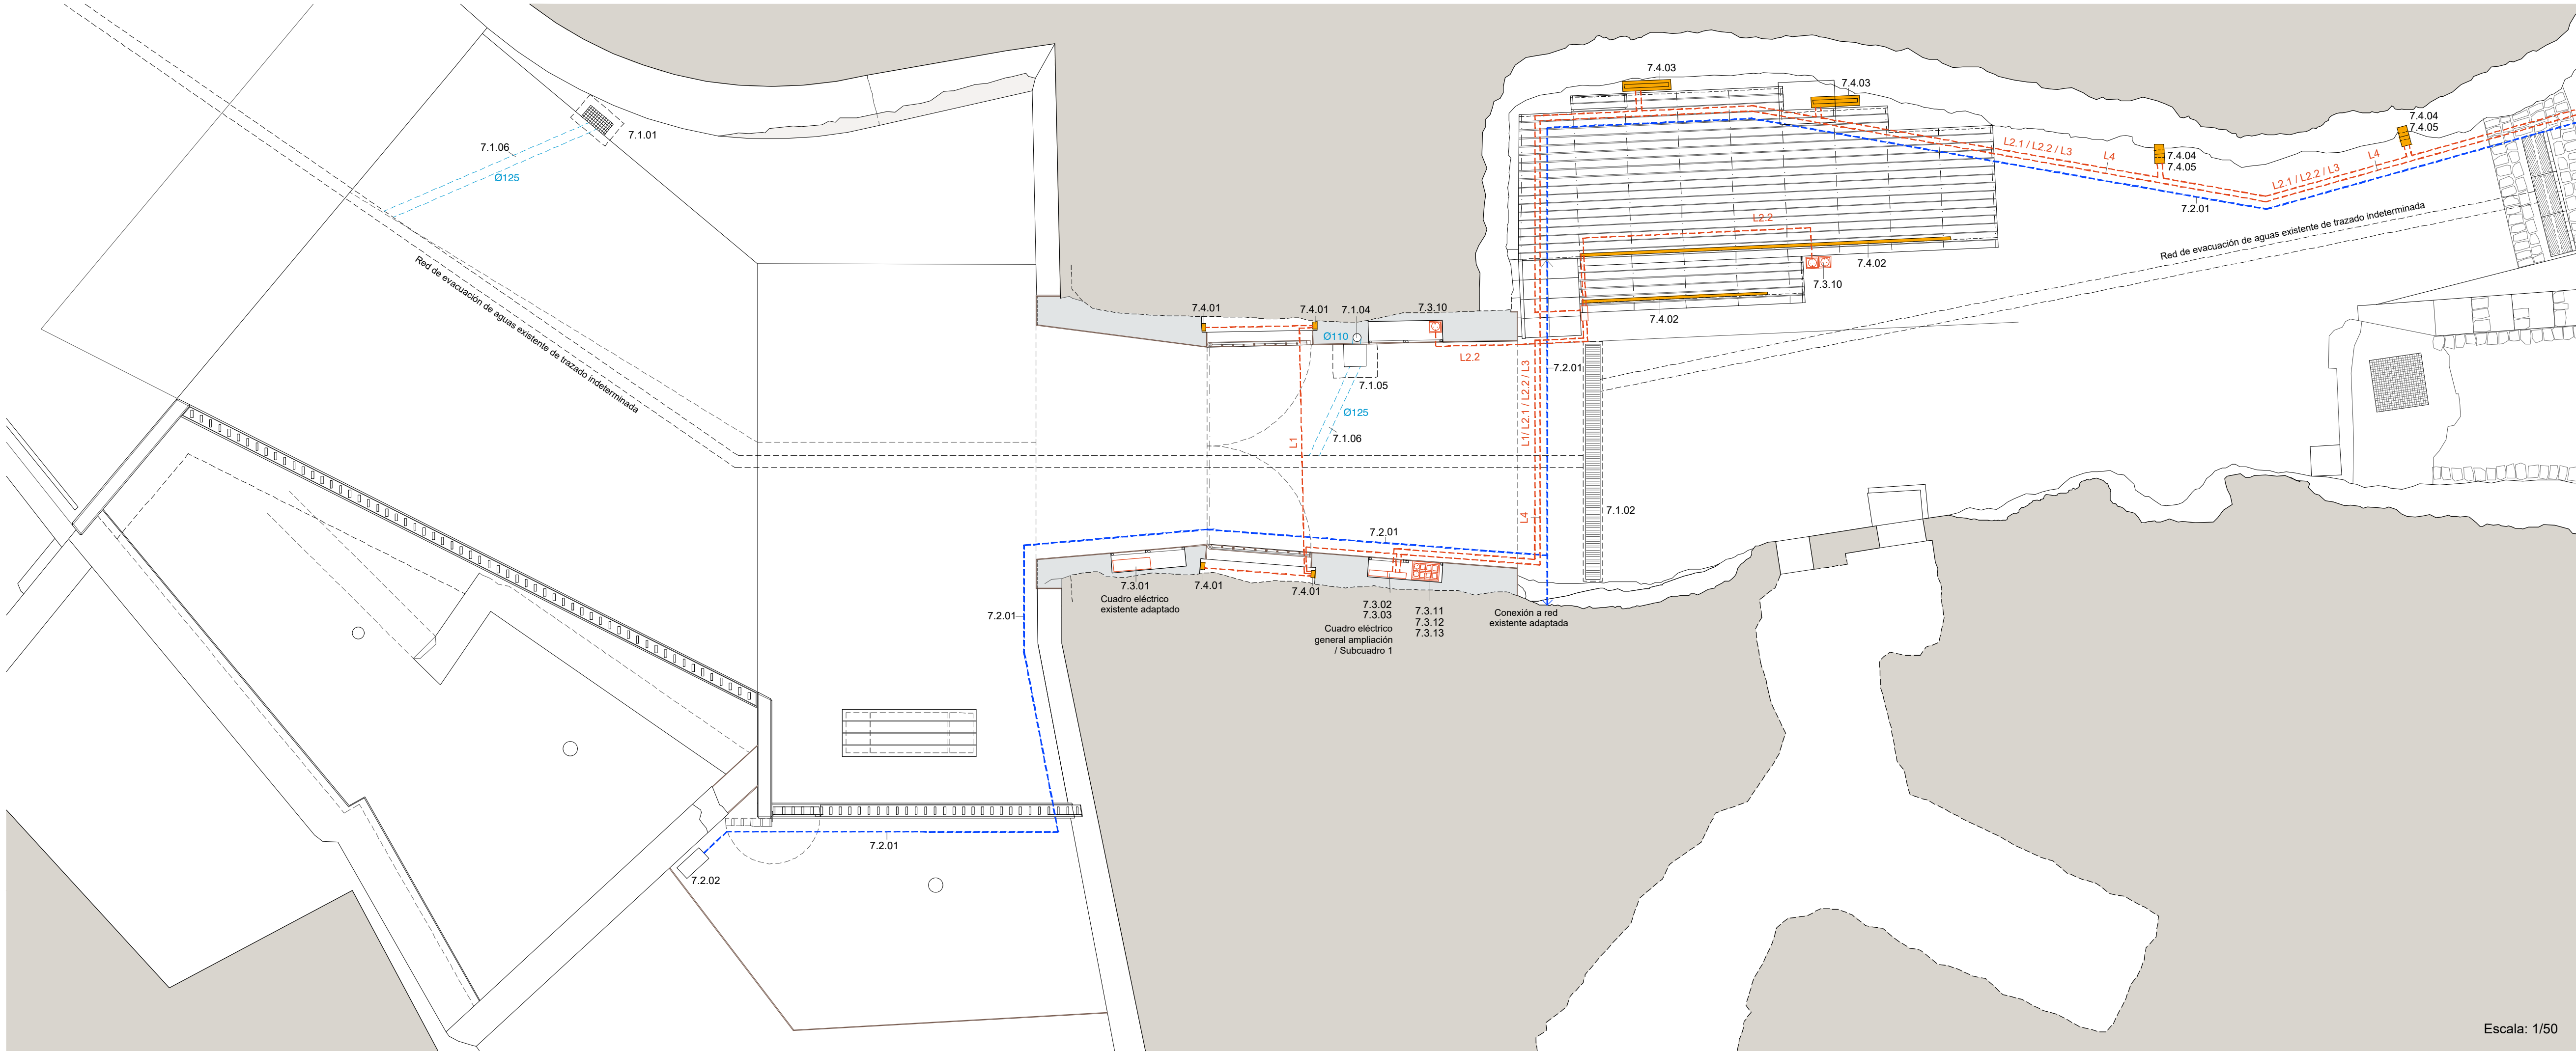 7.4.03
7.4.03
7.1.01
7.1.06
Ø125
7.4.04
7.4.05
7.4.04
7.4.05
L2.1 / L2.2 / L3
L4
L2.1 / L2.2 / L3
L4
7.2.01
Red de evacuación de aguas existente de trazado indeterminada
Red de evacuación de aguas existente de trazado indeterminada
L2.2
7.4.02
7.3.10
7.4.02
7.4.01
7.4.01
7.1.04
7.3.10
Ø110
L2.2
7.1.05
7.2.01
L1/ L2.1 / L2.2 / L3
Ø125
7.1.06
L1
L4
7.1.02
7.2.01
7.3.01
Cuadro eléctrico
existente adaptado
7.4.01
7.4.01
7.3.02
7.3.03
Cuadro eléctrico
general ampliación
/ Subcuadro 1
7.3.11
7.3.12
7.3.13
Conexión a red
existente adaptada
7.2.01
7.2.01
7.2.02
Escala: 1/50